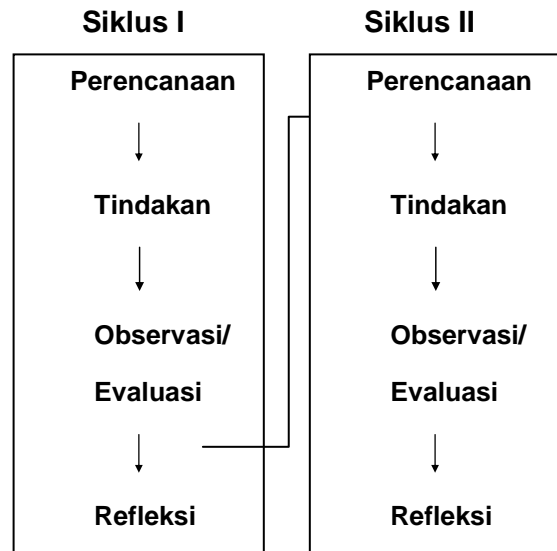 Siklus I
Perencanaan
Tindakan
Observasi/
Evaluasi
Refleksi
Siklus II
Perencanaan
Tindakan
Observasi/
Evaluasi
Refleksi